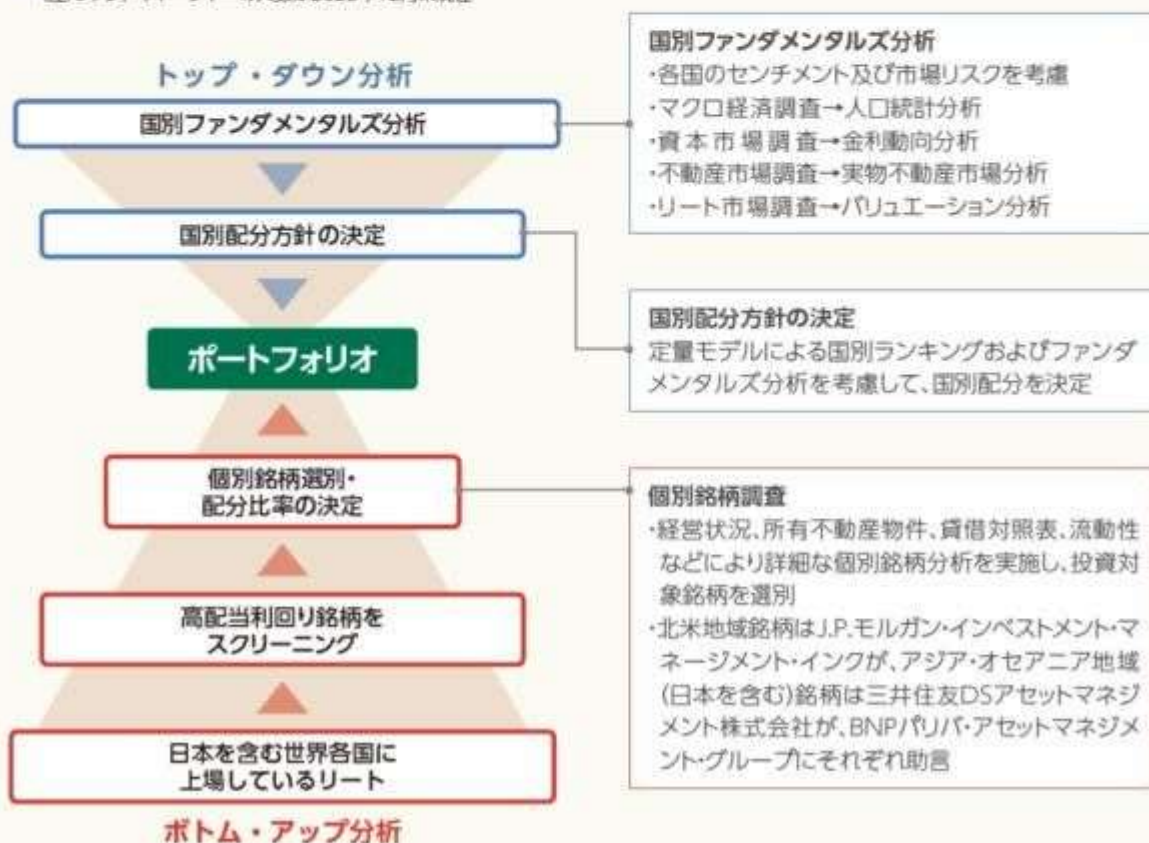 トップ・ダウン分析
国別ファンダメンタルズ分析
国別配分方針の決定
ポートフォリオ
個別銘柄選別・
配分比率の決定
高配当利回り銘柄を
スクリーニング
日本を含む世界各国に
上場しているリート
ボトム・アップ分析
国別ファンダメンタルズ分析
・各国のセンチメント及び市場リスクを考慮
・マクロ経済調査→人口統計分析
・資本市場調査→金利動向分析
・不動産市場調査→実物不動産市場分析
・リート市場調査→バリュエーション分析
国別配分方針の決定
定量モデルによる国別ランキングおよびファンダ
メンタルズ分析を考慮して、国別配分を決定
個別銘柄調査
・経営状況、所有不動産物件、貸借対照表、流動性
などにより詳細な個別銘柄分析を実施し、投資対
象銘柄を選別
・北米地域銘柄はJ.P.モルガン・インベストメント・マ
ネージメント・インクが、アジア・オセアニア地域
(日本を含む)銘柄は三井住友DSアセットマネジ
メント株式会社が、BNPパリバ・アセットマネジメ
ント・グループにそれぞれ助言